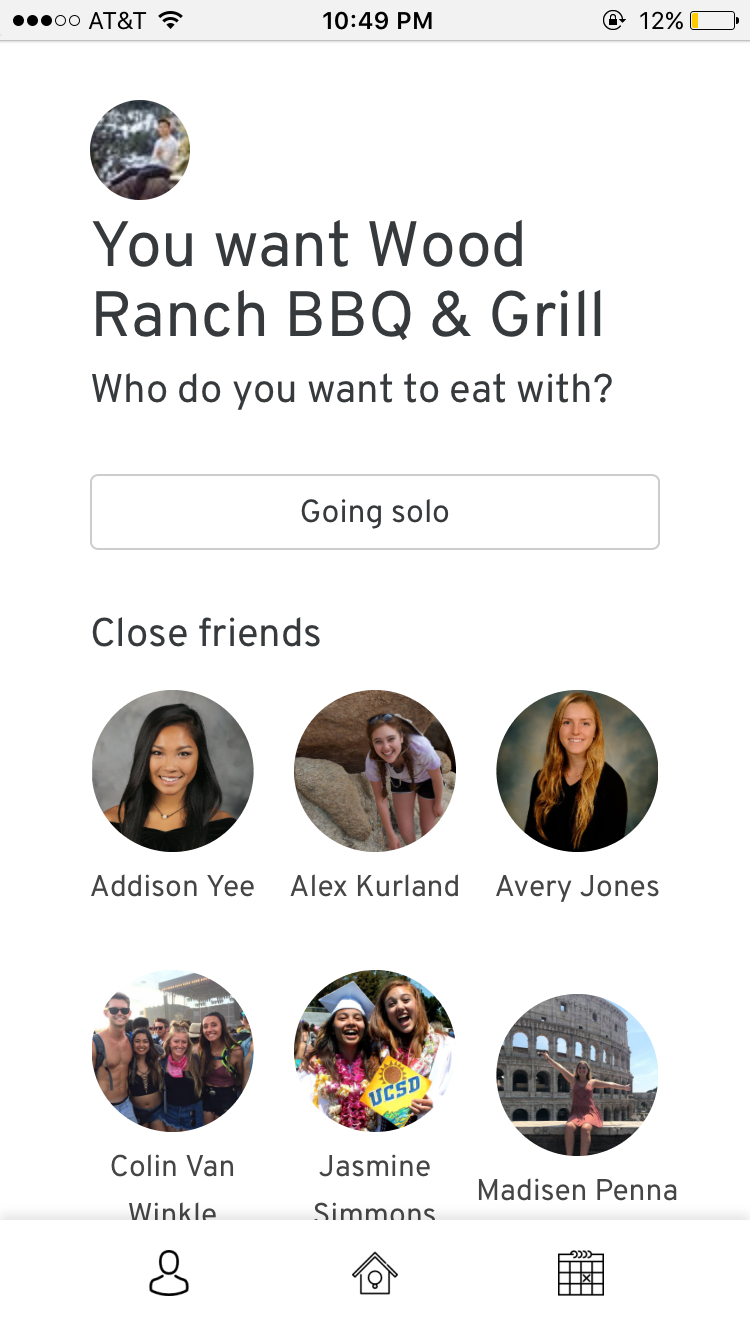 AT&T 10:49 PM 12%
You want Wood
Ranch BBQ & Grill
Who do you want to eat with?
Going solo
Close friends
Addison Yee Alex Kurland Avery Jones
UCSD
Colin Van Jasmine
Madisen Penna
Winkle Simmons